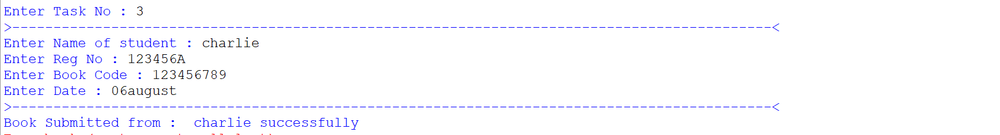 Enter Task No : 3
>--------------------------------------------------------------------------------------------<
Enter Name of student : charlie
Enter Reg No : 123456A
Enter Book Code : 123456789
Enter Date : 06august
>--------------------------------------------------------------------------------------------<
Book Submitted from :  charlie successfully